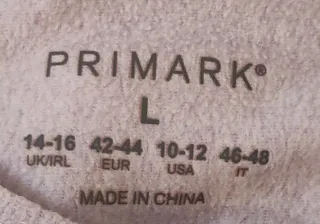 PRIMARK®
L
14-16 42-44 10-12 46-48
UK/IRL EUR USA IT
MADE IN CHINA